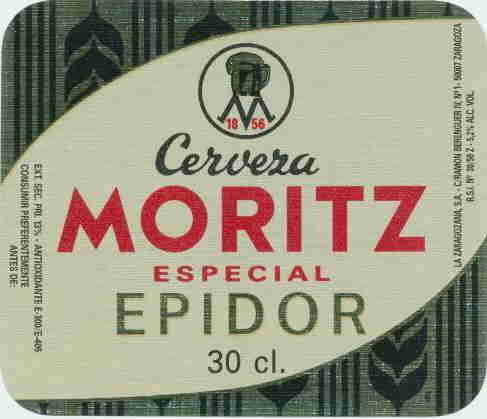 M
18 56
Cerveza
MORITZ
ESPECIAL
EPIDOR
30 cl.
EXT. SEC. PRI. 13% - ANTIOXIDANTE E-300/E-405
CONSUMIR PREFERENTEMENTE
ANTES DE:
LA ZARAGOZANA, S.A. - C/RAMON BERENGUER IV, Nº 1 - 50007 ZARAGOZA
R.S.I. Nº 30/56 Z - 5,2% ALC. VOL.